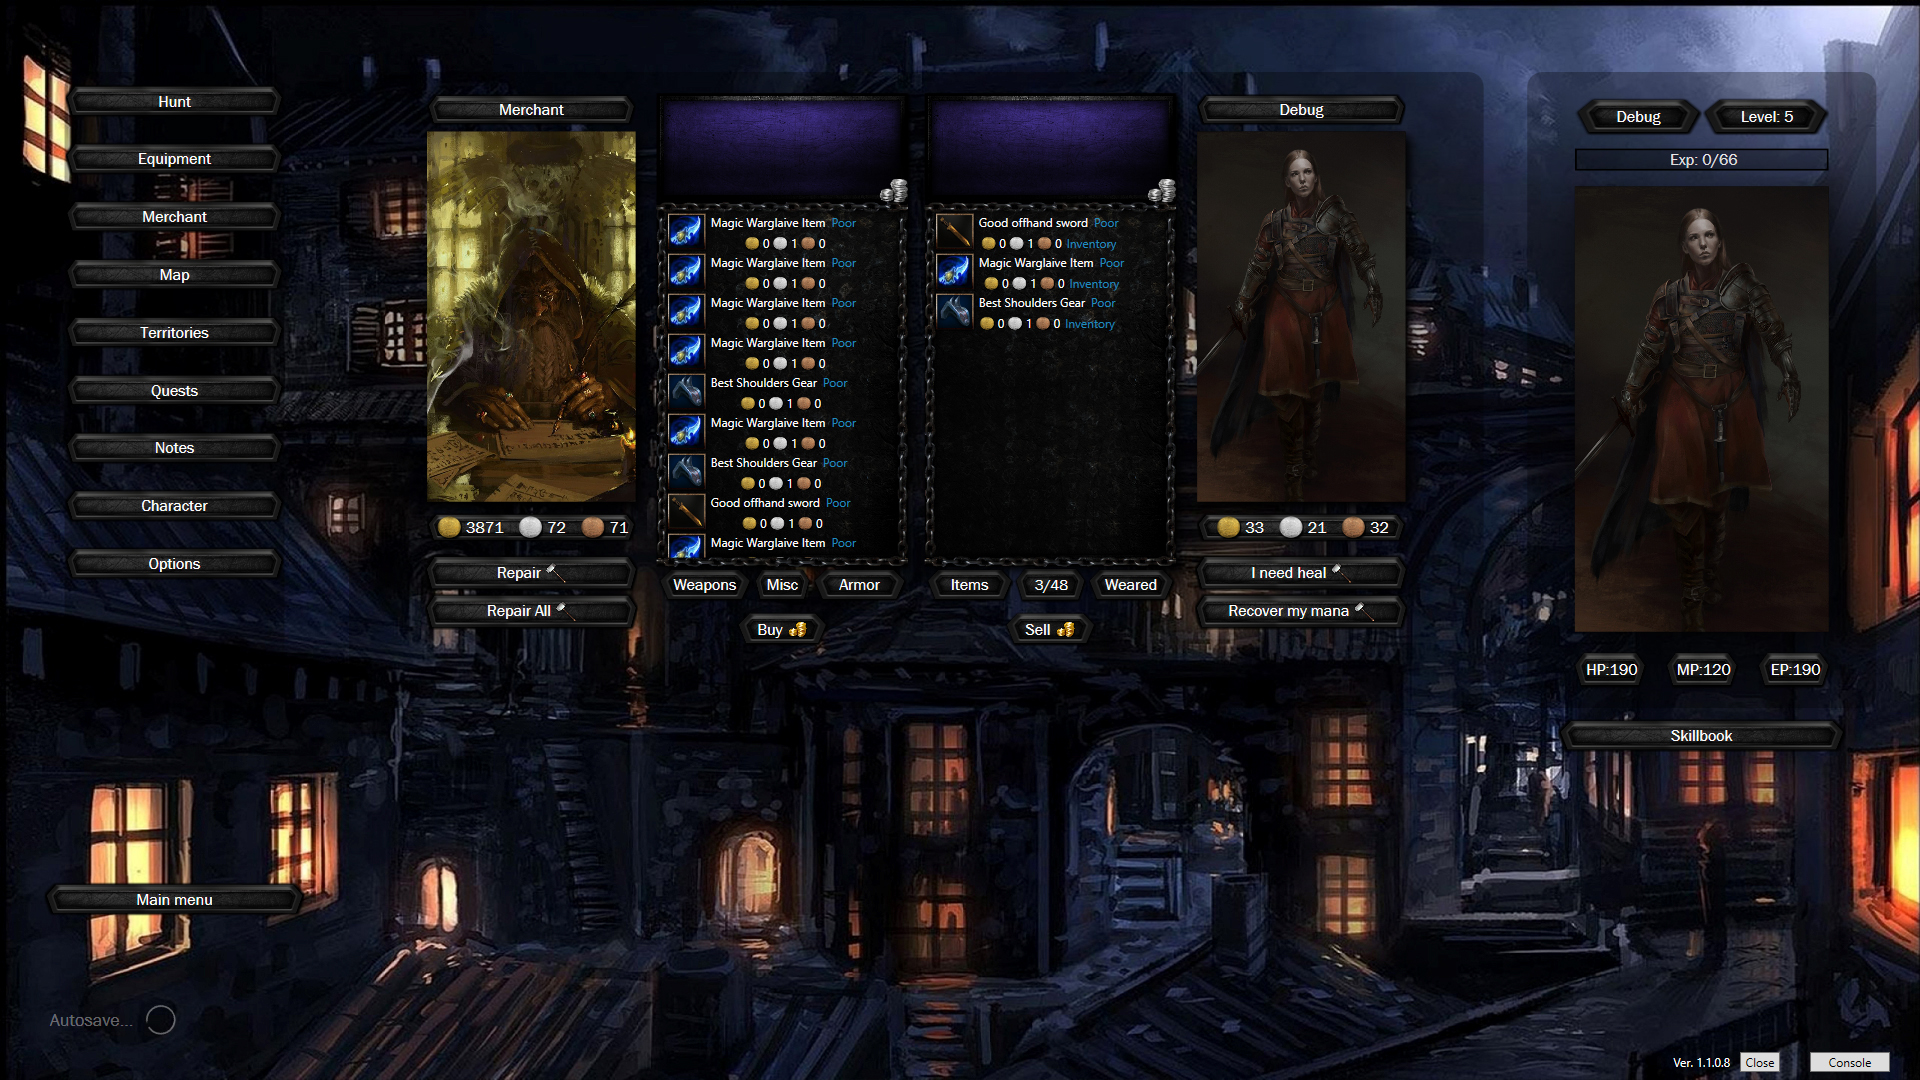 Hunt
Equipment
Merchant
Map
Territories
Quests
Notes
Character
Options
Main menu
Autosave...
Merchant
3871 72 71
Repair
Repair All
Magic Warglaive Item Poor
0 1 0
Magic Warglaive Item Poor
0 1 0
Magic Warglaive Item Poor
0 1 0
Magic Warglaive Item Poor
0 1 0
Best Shoulders Gear Poor
0 1 0
Magic Warglaive Item Poor
0 1 0
Best Shoulders Gear Poor
0 1 0
Good offhand sword Poor
0 1 0
Magic Warglaive Item Poor
Weapons Misc Armor
Buy
Good offhand sword Poor
0 1 0 Inventory
Magic Warglaive Item Poor
0 1 0 Inventory
Best Shoulders Gear Poor
0 1 0 Inventory
Items 3/48 Weared
Sell
Debug
33 21 32
I need heal
Recover my mana
Debug Level: 5
Exp: 0/66
HP:190 MP:120 EP:190
Skillbook
Ver. 1.1.0.8 Close Console